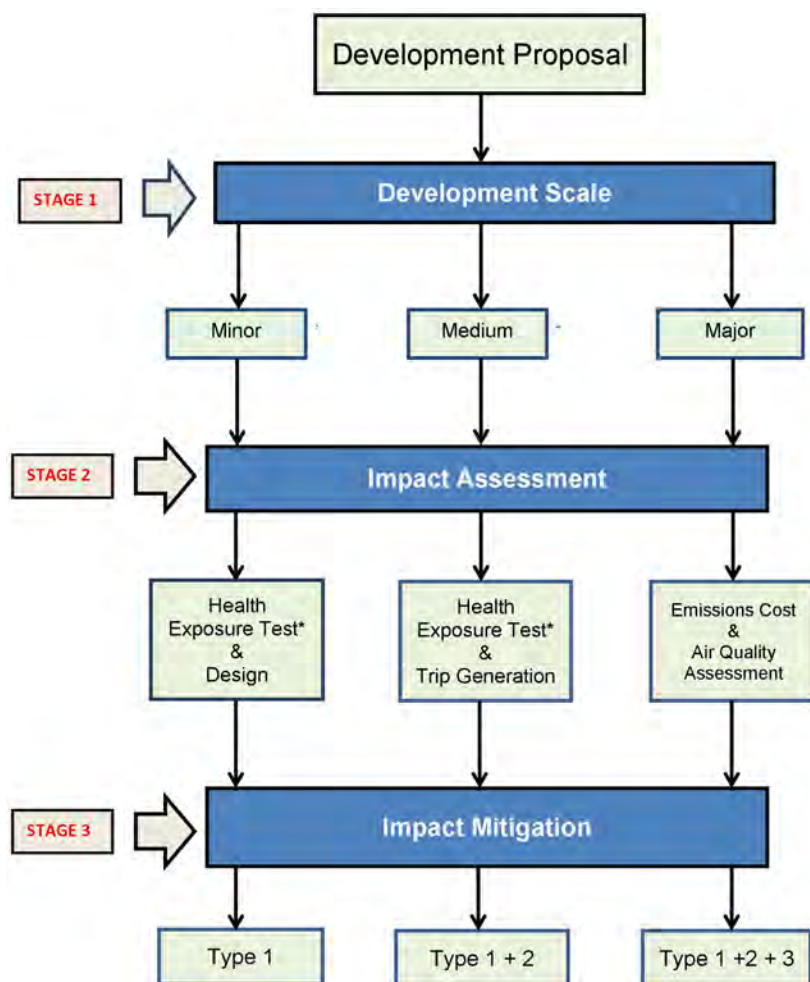 Development Proposal
STAGE 1
Development Scale
Minor
Medium
Major
STAGE 2
Impact Assessment
Health
Exposure Test*
&
Design
Health
Exposure Test*
&
Trip Generation
Emissions Cost
&
Air Quality
Assessment
STAGE 3
Impact Mitigation
Type 1
Type 1 + 2
Type 1 +2 + 3